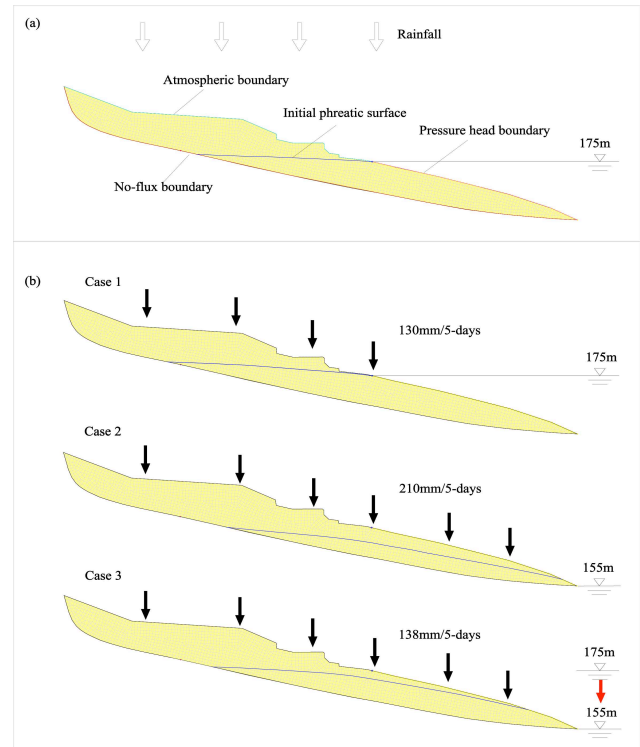 (a)
Rainfall
Atmospheric boundary
Initial phreatic surface
Pressure head boundary
175m
No-flux boundary
(b)
Case 1
130mm/5-days
175m
Case 2
210mm/5-days
155m
Case 3
138mm/5-days
175m
155m